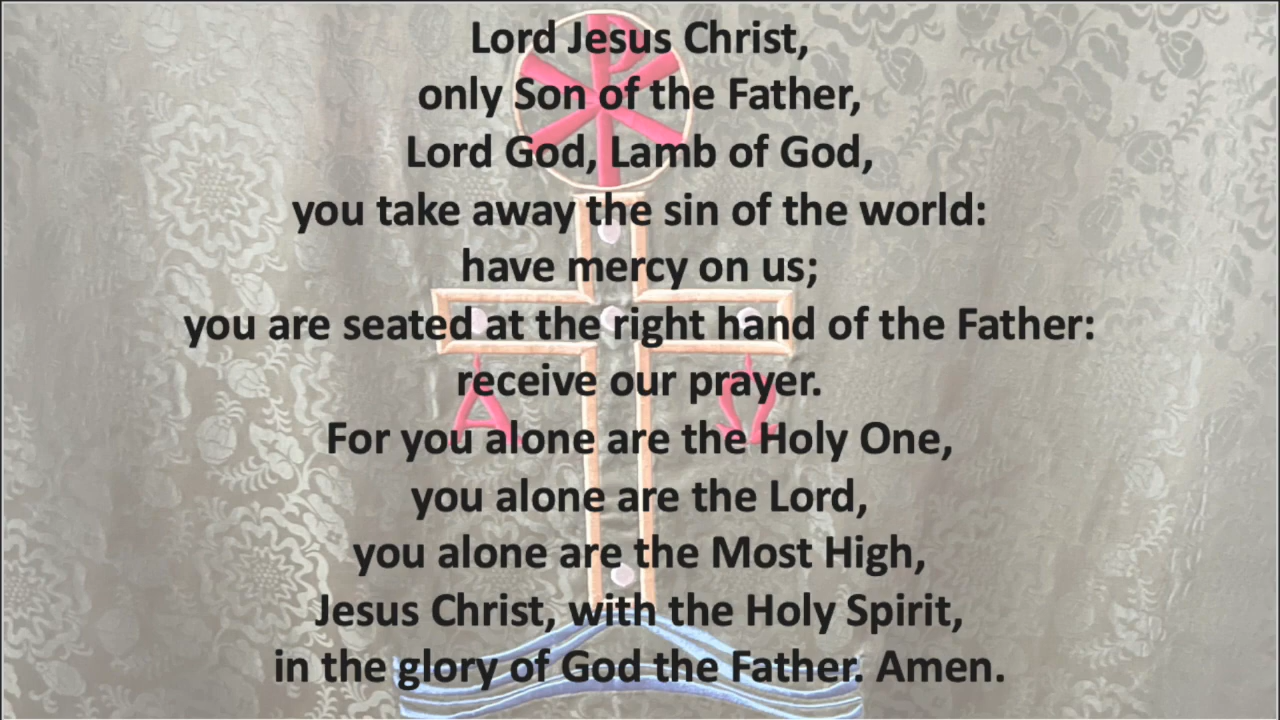 Lord Jesus Christ,
only Son of the Father,
Lord God, Lamb of God,
you take away the sin of the world:
have mercy on us;
you are seated at the right hand of the Father:
receive our prayer.
For you alone are the Holy One,
you alone are the Lord,
you alone are the Most High,
Jesus Christ, with the Holy Spirit,
in the glory of God the Father. Amen.
Α Ω